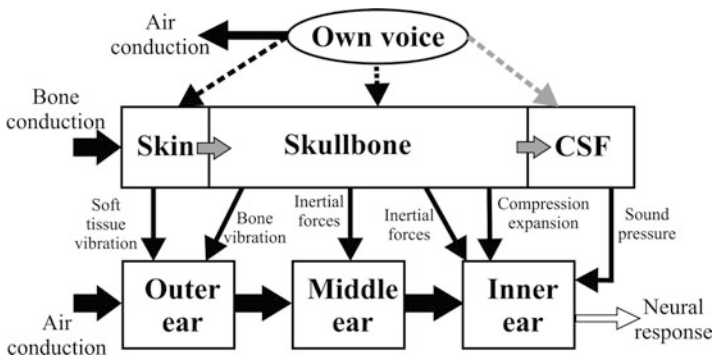 Air
conduction
Own voice
Bone
conduction
Skin
Skullbone
CSF
Soft
tissue
vibration
Bone
vibration
Inertial
forces
Inertial
forces
Compression
expansion
Sound
pressure
Outer
ear
Middle
ear
Inner
ear
Air
conduction
Neural
response